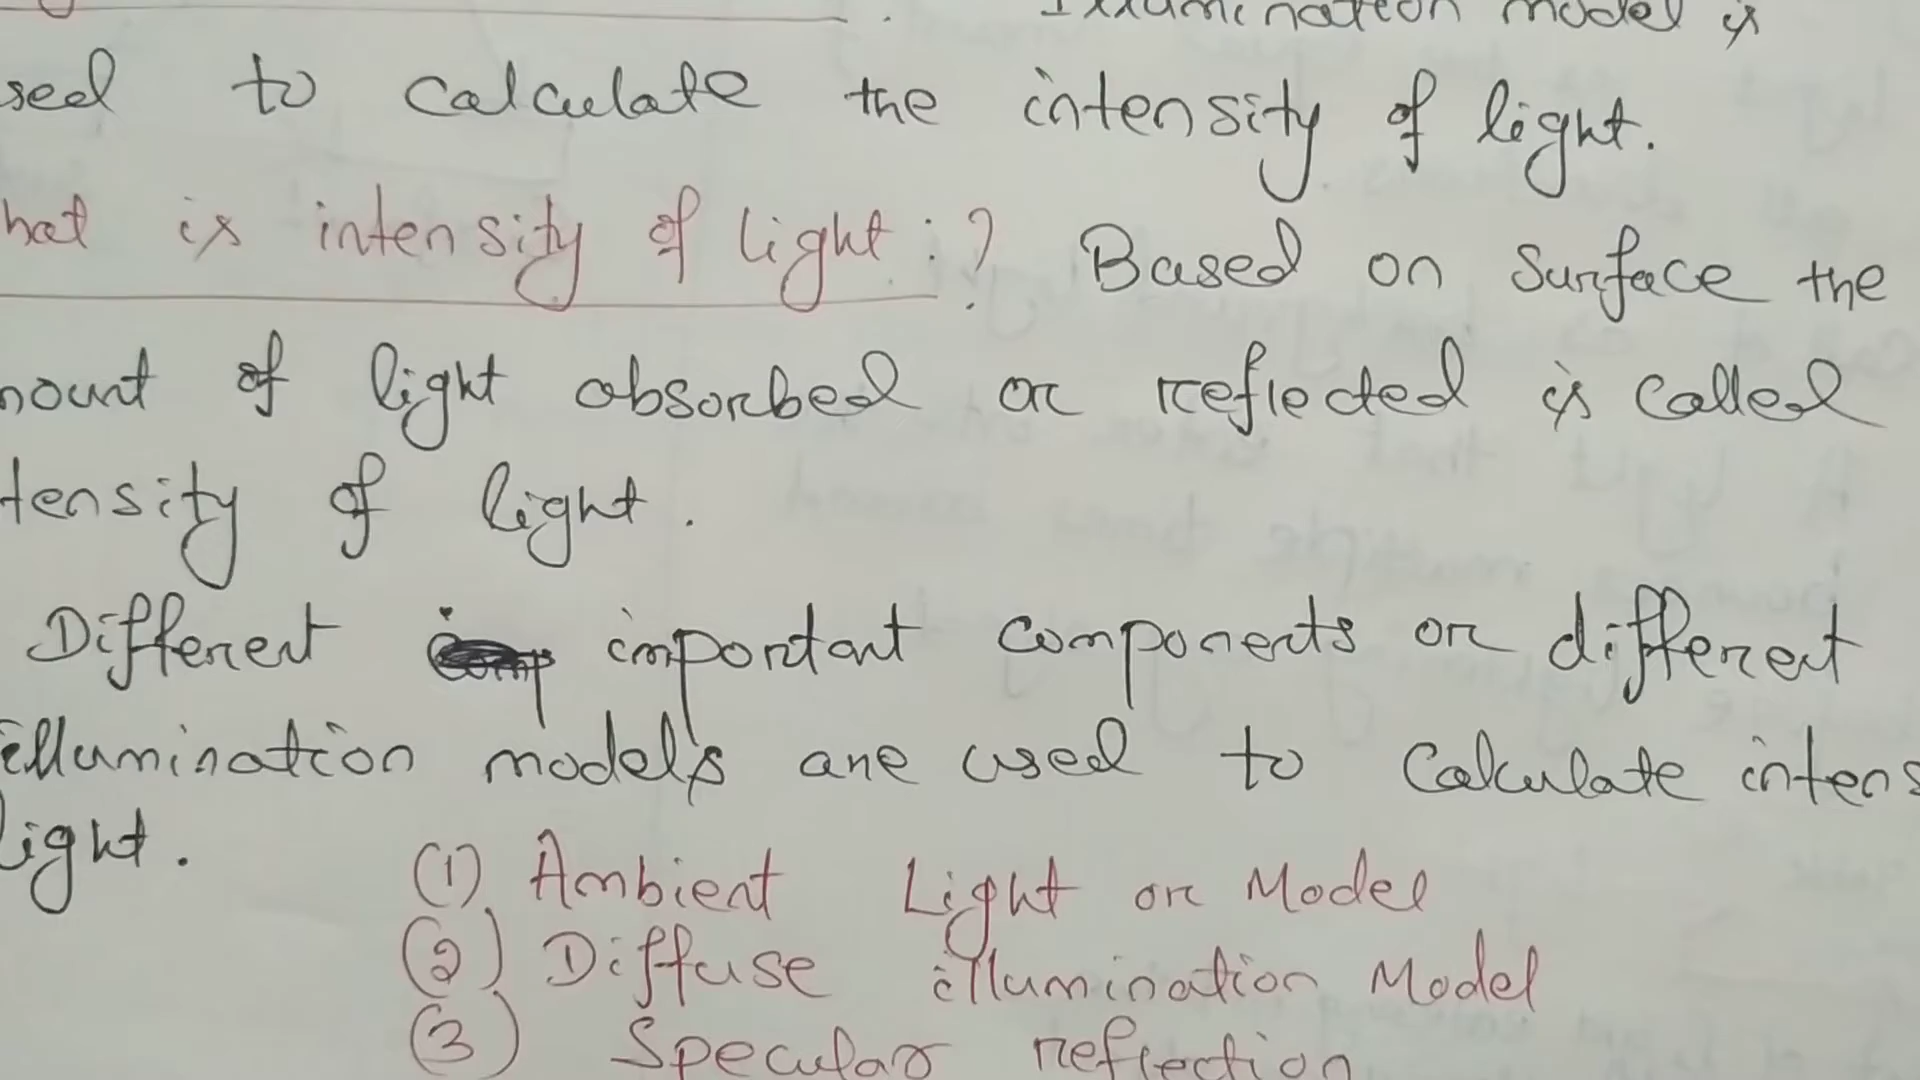 Illumination model is
sed to calculate the intensity of light.
hat is intensity of light :? Based on Surface the
mount of light absorbed or reflected is called
tensity of light.
Different important components or different
illumination models are used to Calculate intens
light.
(1) Ambient Light or Model
(2) Diffuse illumination Model
(3) Specular reflection